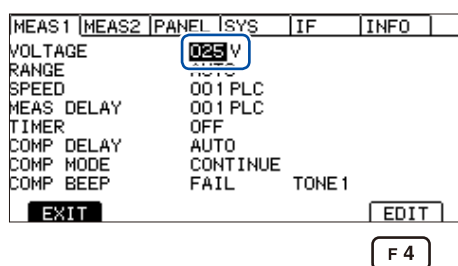 MEAS1 MEAS2 PANEL SYS IF INFO
VOLTAGE 025 V
RANGE AUTO
SPEED 001 PLC
MEAS DELAY 001 PLC
TIMER OFF
COMP DELAY AUTO
COMP MODE CONTINUE
COMP BEEP FAIL TONE1
EXIT EDIT
F4